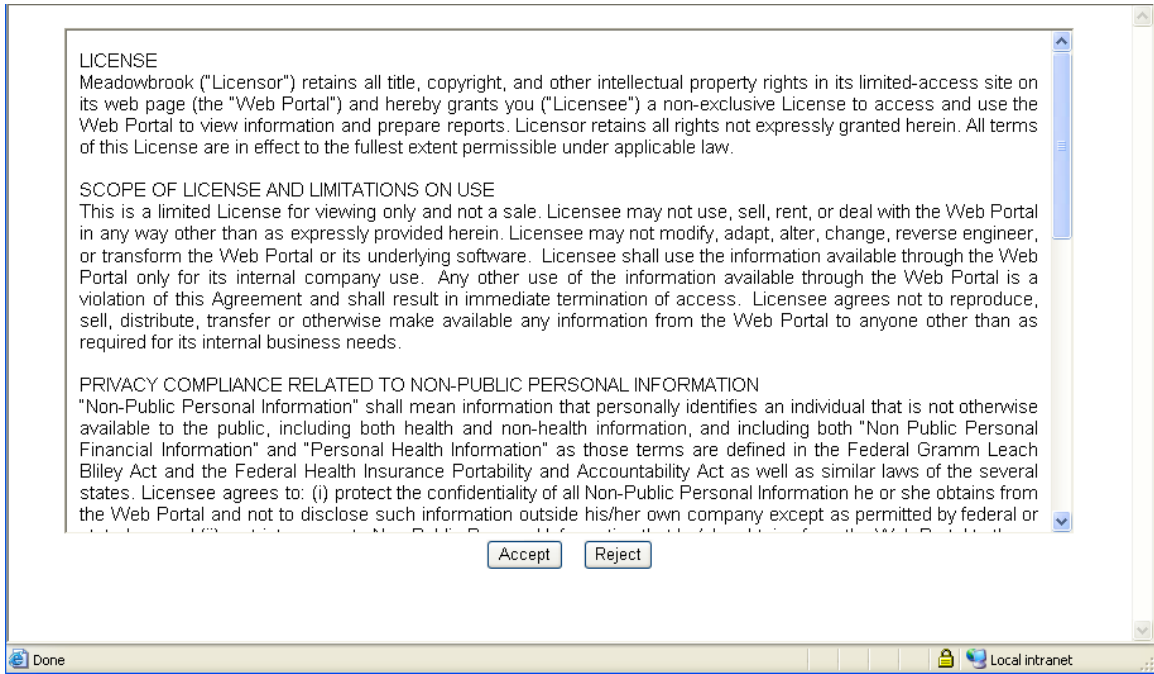 LICENSE
Meadowbrook ("Licensor") retains all title, copyright, and other intellectual property rights in its limited-access site on
its web page (the "Web Portal") and hereby grants you ("Licensee") a non-exclusive License to access and use the
Web Portal to view information and prepare reports. Licensor retains all rights not expressly granted herein. All terms
of this License are in effect to the fullest extent permissible under applicable law.
SCOPE OF LICENSE AND LIMITATIONS ON USE
This is a limited License for viewing only and not a sale. Licensee may not use, sell, rent, or deal with the Web Portal
in any way other than as expressly provided herein. Licensee may not modify, adapt, alter, change, reverse engineer,
or transform the Web Portal or its underlying software. Licensee shall use the information available through the Web
Portal only for its internal company use. Any other use of the information available through the Web Portal is a
violation of this Agreement and shall result in immediate termination of access. Licensee agrees not to reproduce,
sell, distribute, transfer or otherwise make available any information from the Web Portal to anyone other than as
required for its internal business needs.
PRIVACY COMPLIANCE RELATED TO NON-PUBLIC PERSONAL INFORMATION
"Non-Public Personal Information" shall mean information that personally identifies an individual that is not otherwise
available to the public, including both health and non-health information, and including both "Non Public Personal
Financial Information" and "Personal Health Information" as those terms are defined in the Federal Gramm Leach
Bliley Act and the Federal Health Insurance Portability and Accountability Act as well as similar laws of the several
states. Licensee agrees to: (i) protect the confidentiality of all Non-Public Personal Information he or she obtains from
the Web Portal and not to disclose such information outside his/her own company except as permitted by federal or
Accept Reject
Done Local intranet